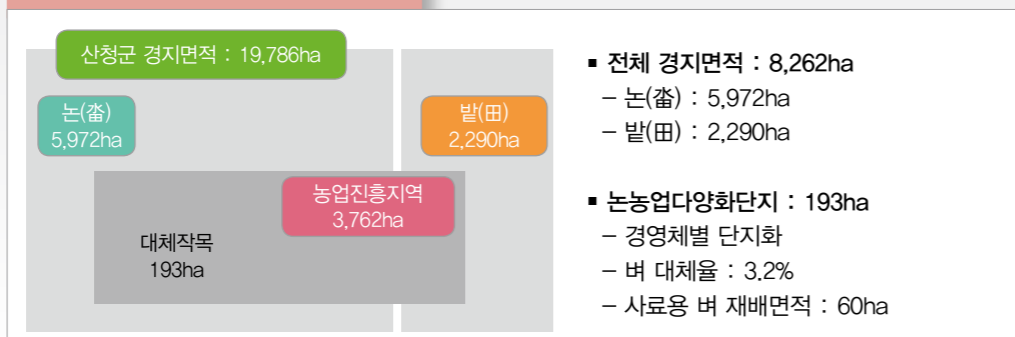 산청군 경지면적 : 19,786ha
논(畓)
5,972ha
밭(田)
2,290ha
농업진흥지역
3,762ha
대체작목
193ha
▪ 전체 경지면적 : 8,262ha
– 논(畓) : 5,972ha
– 밭(田) : 2,290ha
▪ 논농업다양화단지 : 193ha
– 경영체별 단지화
– 벼 대체율 : 3.2%
– 사료용 벼 재배면적 : 60ha